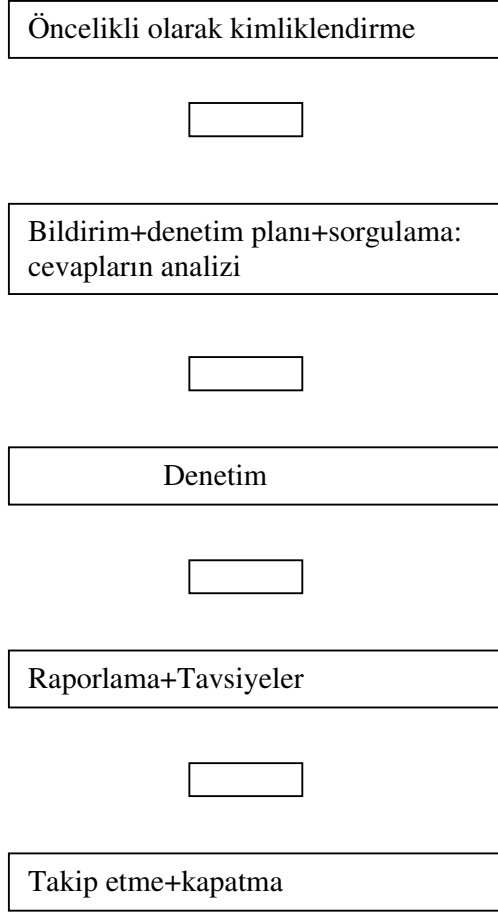 Öncelikli olarak kimliklendirme
Bildirim+denetim planı+sorgulama:
cevapların analizi
Denetim
Raporlama+Tavsiyeler
Takip etme+kapatma